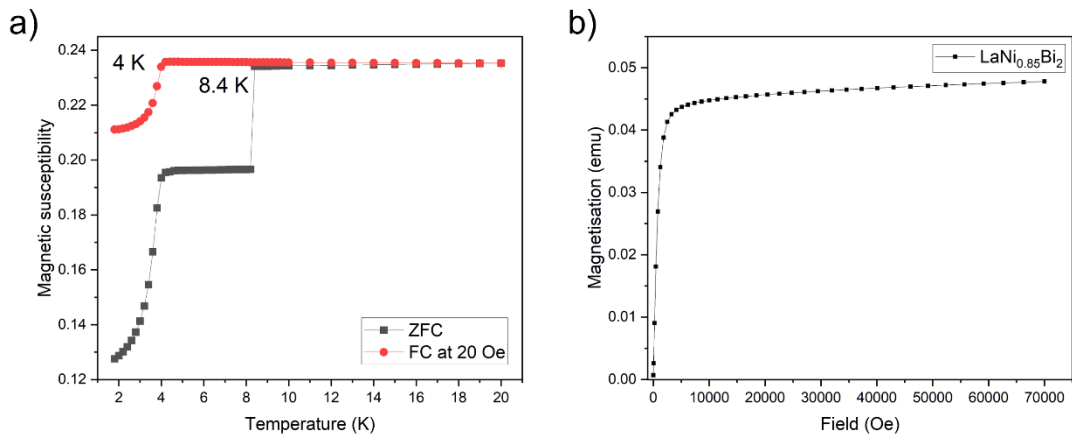 a)
0.24
0.22
0.20
0.18
0.16
0.14
0.12
Magnetic susceptibility
4 K
8.4 K
ZFC
FC at 20 Oe
2 4 6 8 10 12 14 16 18 20
Temperature (K)
b)
0.05
0.04
0.03
0.02
0.01
0.00
Magnetisation (emu)
LaNi0.85Bi2
0 10000 20000 30000 40000 50000 60000 70000
Field (Oe)